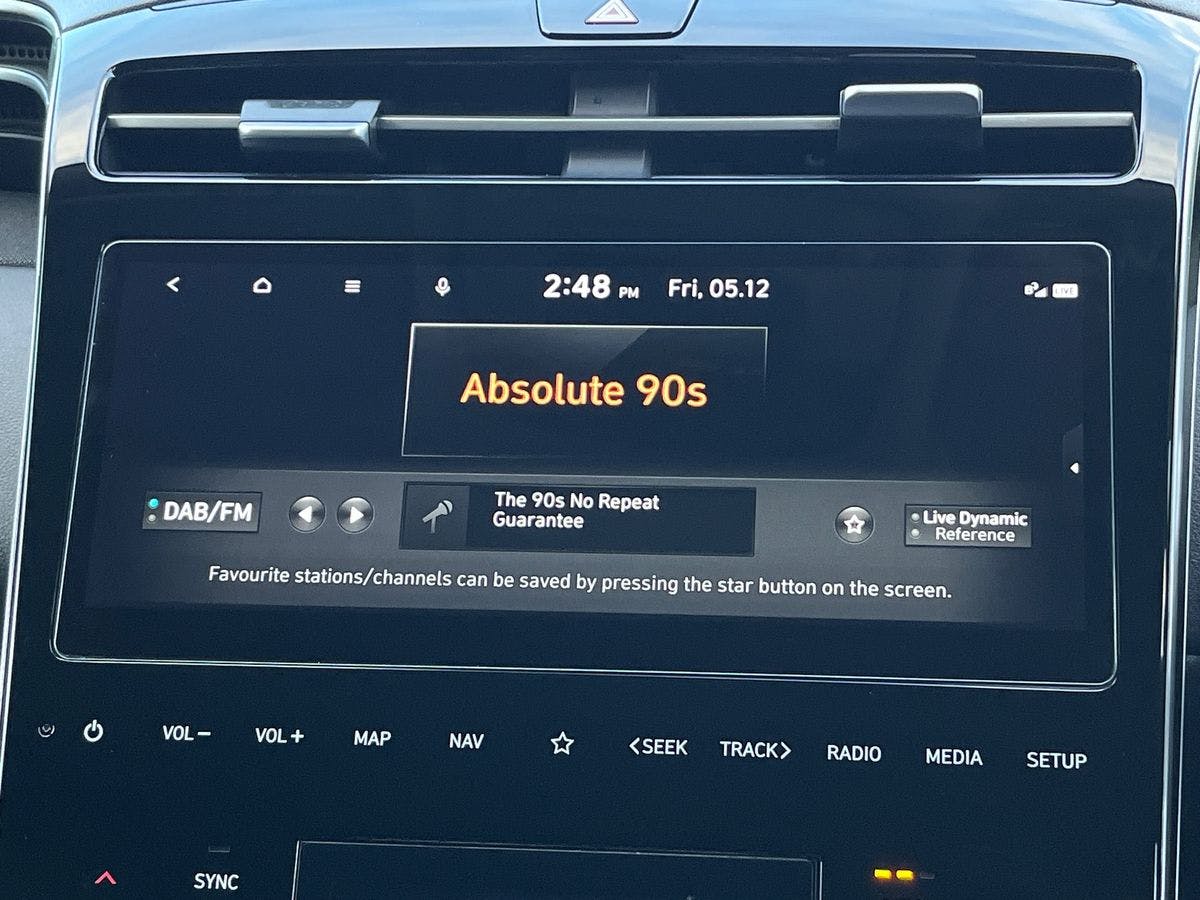 2:48 PM Fri, 05.12
LIVE
Absolute 90s
DAB/FM
The 90s No Repeat
Guarantee
Live Dynamic
Reference
Favourite stations/channels can be saved by pressing the star button on the screen.
VOL− VOL+ MAP NAV <SEEK TRACK> RADIO MEDIA SETUP
SYNC